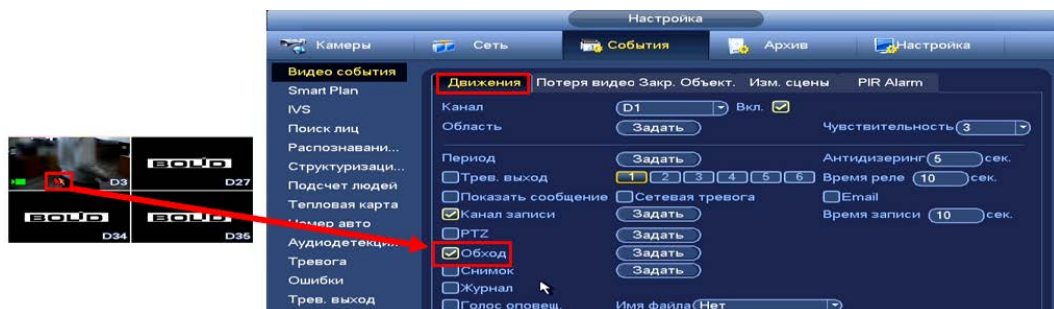 Настройка
Камеры Сеть События Архив Настройка
Видео события
Smart Plan
IVS
Поиск лиц
Распознавани...
Структуризаци...
Подсчет людей
Тепловая карта
Номер авто
Аудиодетекци...
Тревога
Ошибки
Трев. выход
Движения Потеря видео Закр. Объект. Изм. сцены PIR Alarm
Канал D1 Вкл.
Область Задать Чувствительность 3
Период Задать Антидизеринг 5 сек.
Трев. выход 1 2 3 4 5 6 Время реле 10 сек.
Показать сообщение Сетевая тревога Email
Канал записи Задать Время записи 10 сек.
PTZ Задать
Обход Задать
Снимок Задать
Журнал
Голос оповещ. Имя файла Нет
D3
BOLID
D27
BOLID
D34
BOLID
D35